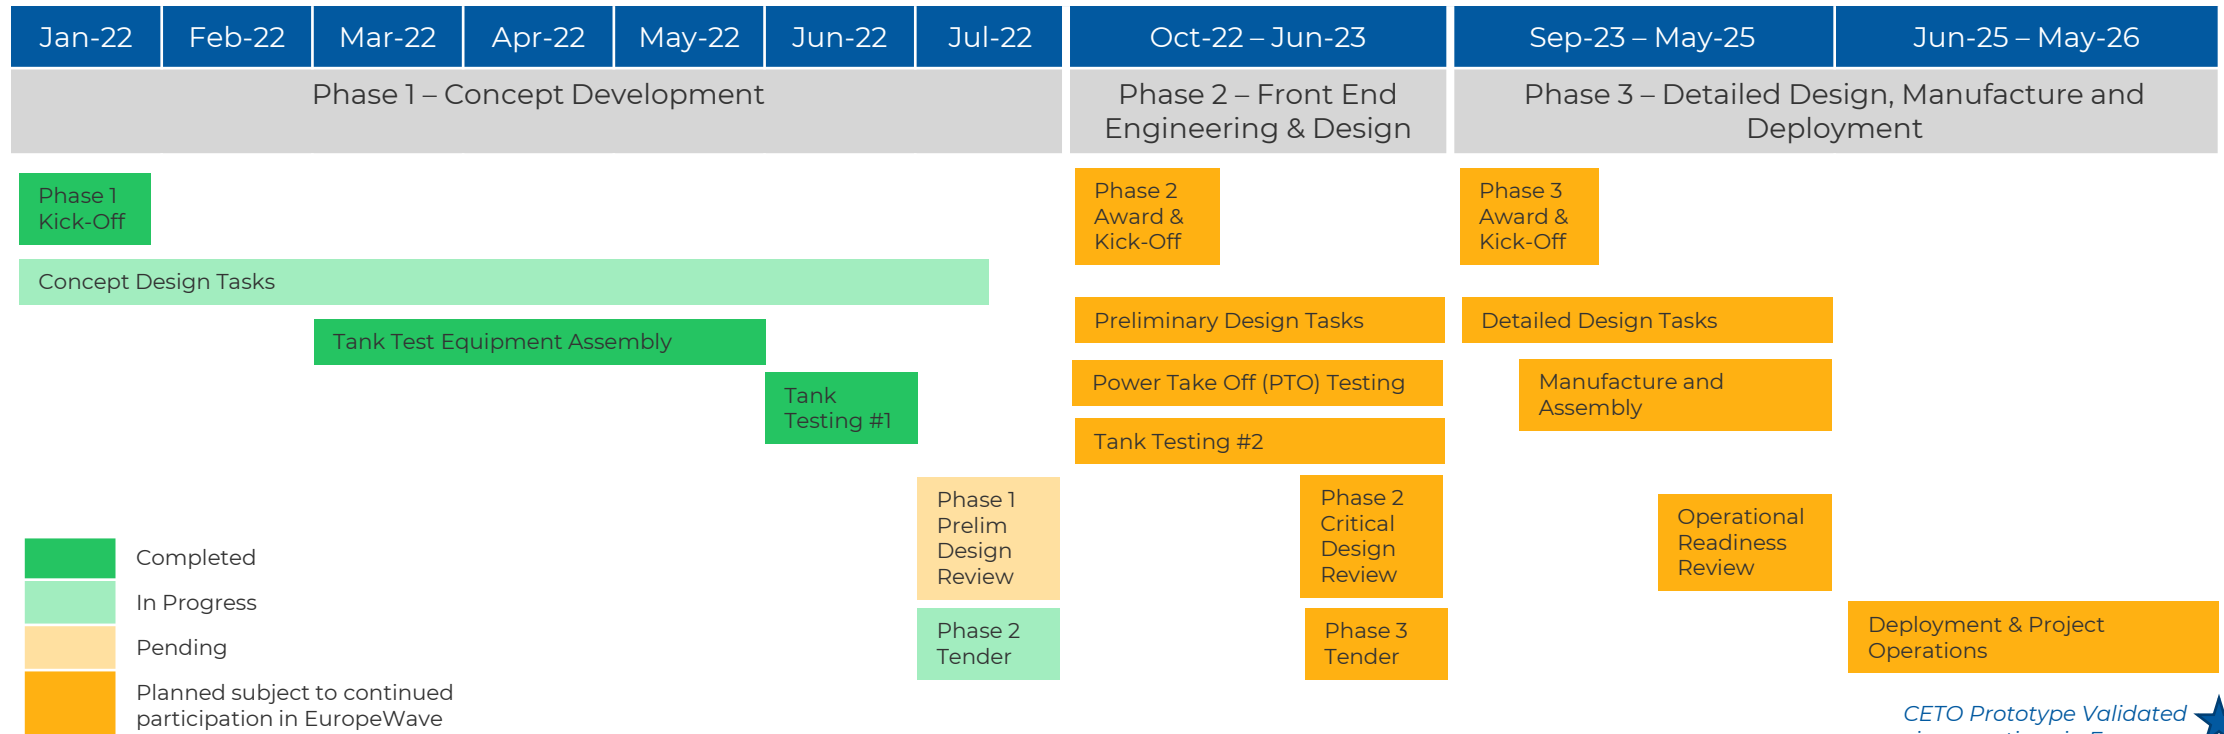 Jan-22
Feb-22
Mar-22
Apr-22
May-22
Jun-22
Jul-22
Oct-22 – Jun-23
Sep-23 – May-25
Jun-25 – May-26
Phase 1 – Concept Development
Phase 2 – Front End
Engineering & Design
Phase 3 – Detailed Design, Manufacture and
Deployment
Phase 1
Kick-Off
Phase 2
Award &
Kick-Off
Phase 3
Award &
Kick-Off
Concept Design Tasks
Preliminary Design Tasks
Detailed Design Tasks
Tank Test Equipment Assembly
Power Take Off (PTO) Testing
Manufacture and
Assembly
Tank
Testing #1
Tank Testing #2
Phase 1
Prelim
Design
Review
Phase 2
Critical
Design
Review
Operational
Readiness
Review
Phase 2
Tender
Phase 3
Tender
Deployment & Project
Operations
Completed
In Progress
Pending
Planned subject to continued
participation in EuropeWave
CETO Prototype Validated